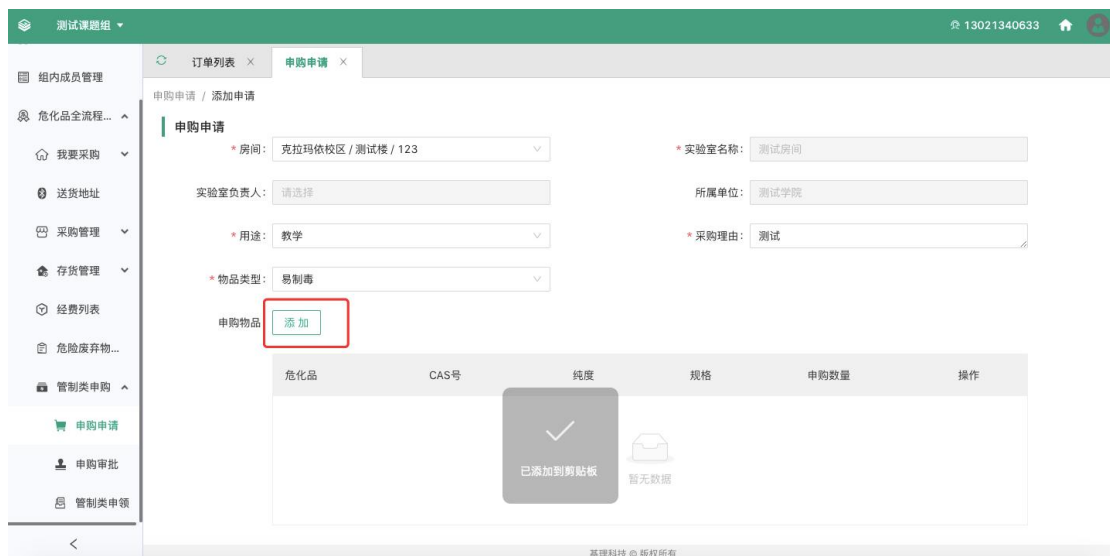 测试课题组
13021340633
组内成员管理
危化品全流程...
我要采购
送货地址
采购管理
存货管理
经费列表
危险废弃物...
管制类申购
申购申请
申购审批
管制类申领
订单列表 ×
申购申请 ×
申购申请 / 添加申请
申购申请
* 房间: 克拉玛依校区 / 测试楼 / 123
* 实验室名称: 测试房间
实验室负责人: 请选择
所属单位: 测试学院
* 用途: 教学
* 采购理由: 测试
* 物品类型: 易制毒
申购物品
添 加
危化品 CAS号 纯度 规格 申购数量 操作
已添加到剪贴板
暂无数据
基理科技 © 版权所有